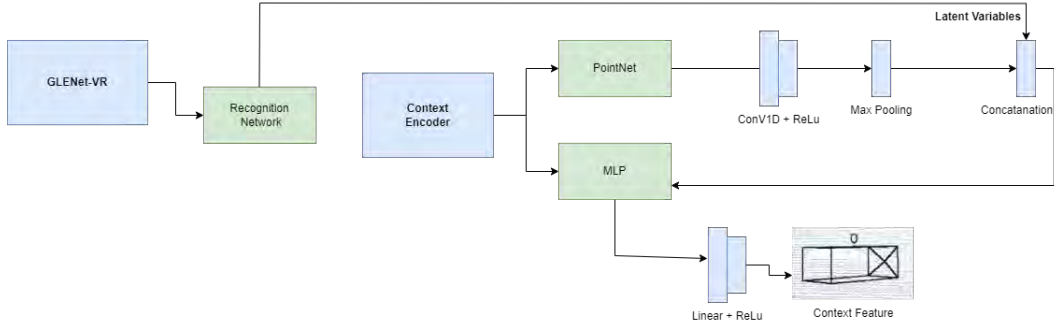 Latent Variables
GLENet-VR
Recognition
Network
Context
Encoder
PointNet
ConV1D + ReLu
Max Pooling
Concatanation
MLP
Linear + ReLu
Context Feature